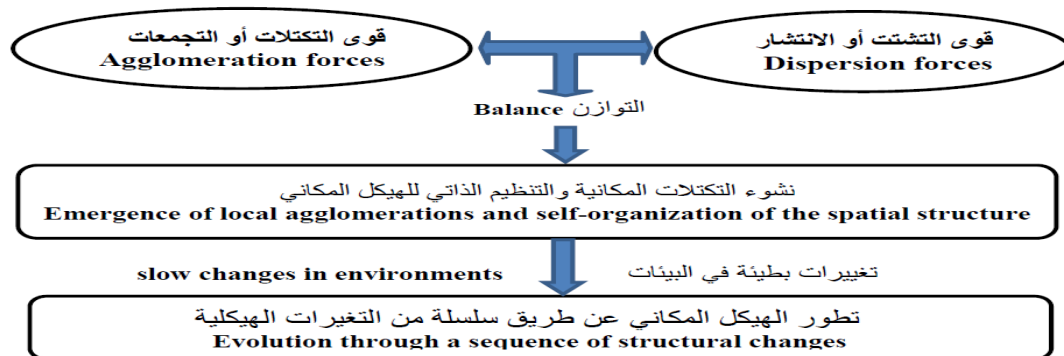 قوى التكتلات أو التجمعات
Agglomeration forces
قوى التشتت أو الانتشار
Dispersion forces
التوازن Balance
نشوء التكتلات المكانية والتنظيم الذاتي للهيكل المكاني
Emergence of local agglomerations and self-organization of the spatial structure
slow changes in environments تغييرات بطيئة في البيئات
تطور الهيكل المكاني عن طريق سلسلة من التغيرات الهيكلية
Evolution through a sequence of structural changes